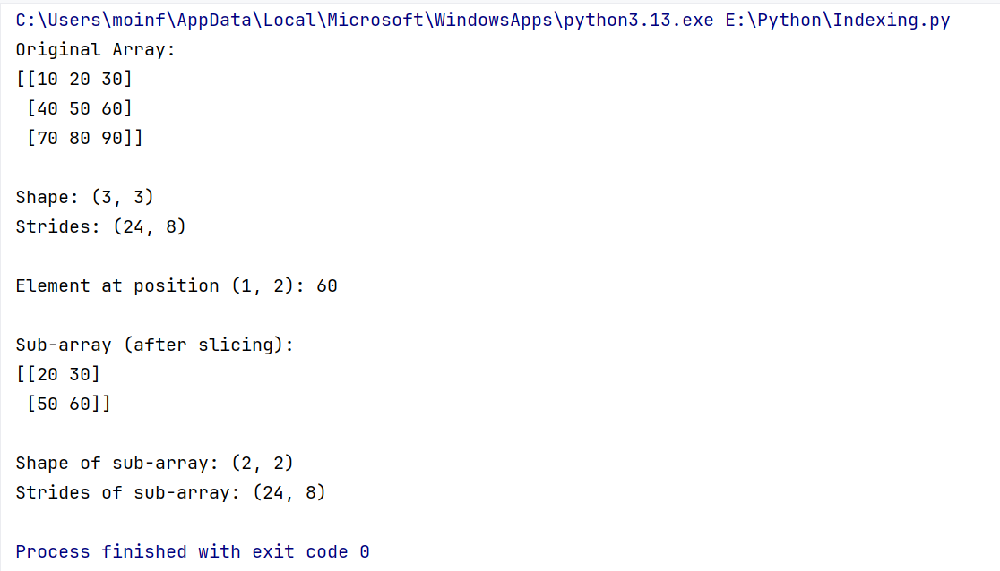 C:\Users\moinf\AppData\Local\Microsoft\WindowsApps\python3.13.exe E:\Python\Indexing.py
Original Array:
[[10 20 30]
 [40 50 60]
 [70 80 90]]

Shape: (3, 3)
Strides: (24, 8)

Element at position (1, 2): 60

Sub-array (after slicing):
[[20 30]
 [50 60]]

Shape of sub-array: (2, 2)
Strides of sub-array: (24, 8)

Process finished with exit code 0